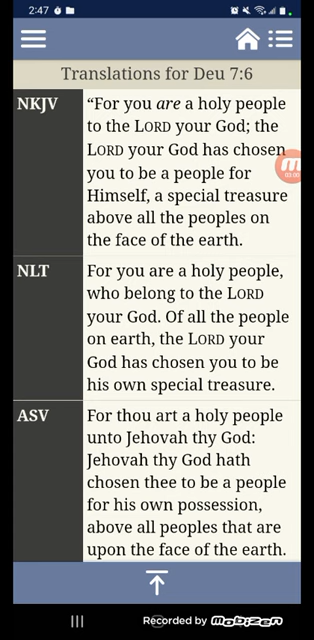 2:47
Translations for Deu 7:6
NKJV
“For you are a holy people
to the LORD your God; the
LORD your God has chosen
you to be a people for
Himself, a special treasure
above all the peoples on
the face of the earth.
NLT
For you are a holy people,
who belong to the LORD
your God. Of all the people
on earth, the LORD your
God has chosen you to be
his own special treasure.
ASV
For thou art a holy people
unto Jehovah thy God:
Jehovah thy God hath
chosen thee to be a people
for his own possession,
above all peoples that are
upon the face of the earth.
Recorded by mobizen